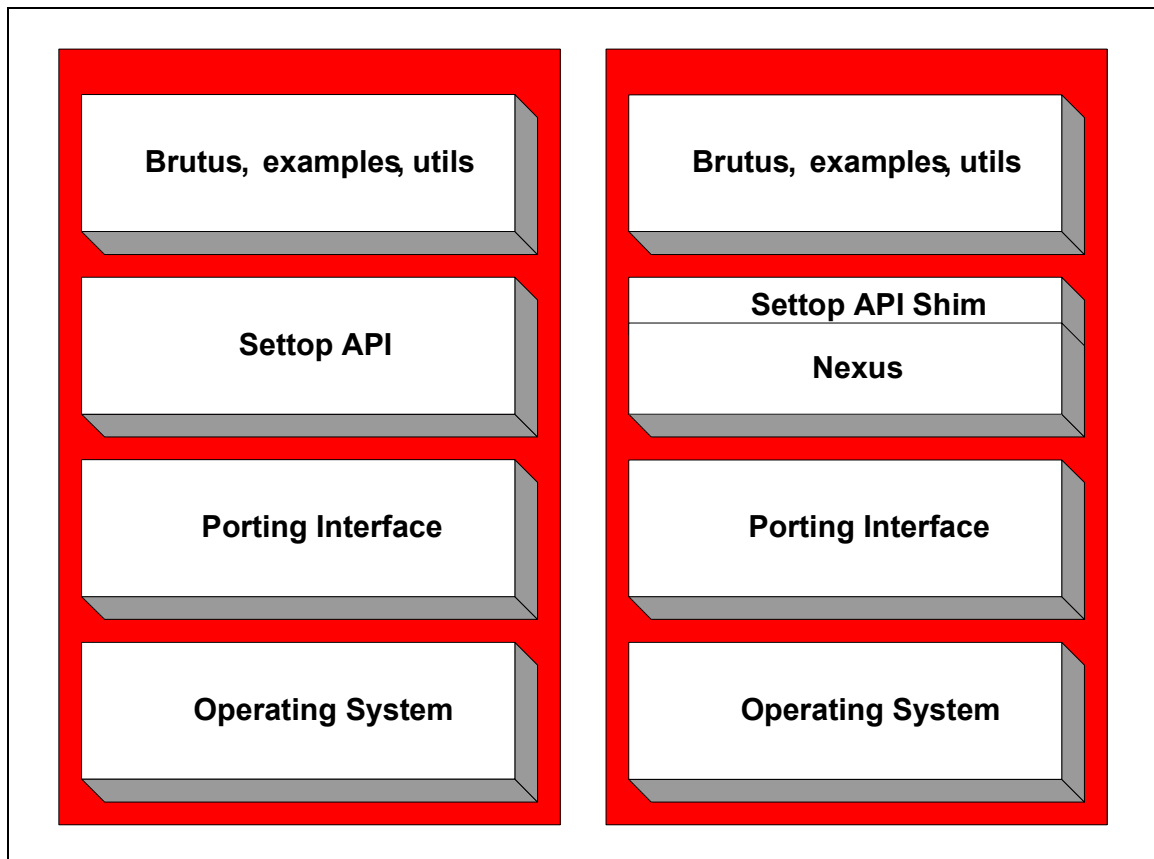 Brutus, examples, utils
Settop API
Porting Interface
Operating System
Brutus, examples, utils
Settop API Shim
Nexus
Porting Interface
Operating System